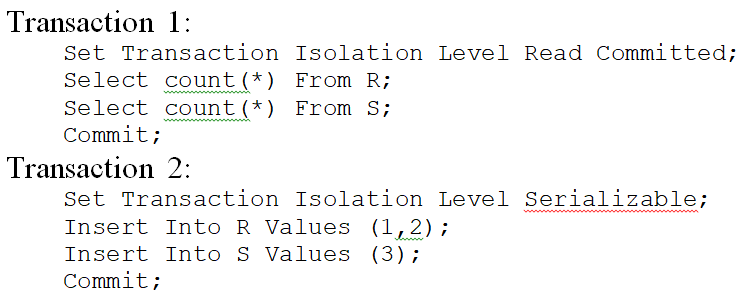 Transaction 1:
Set Transaction Isolation Level Read Committed;
Select count(*) From R;
Select count(*) From S;
Commit;
Transaction 2:
Set Transaction Isolation Level Serializable;
Insert Into R Values (1,2);
Insert Into S Values (3);
Commit;